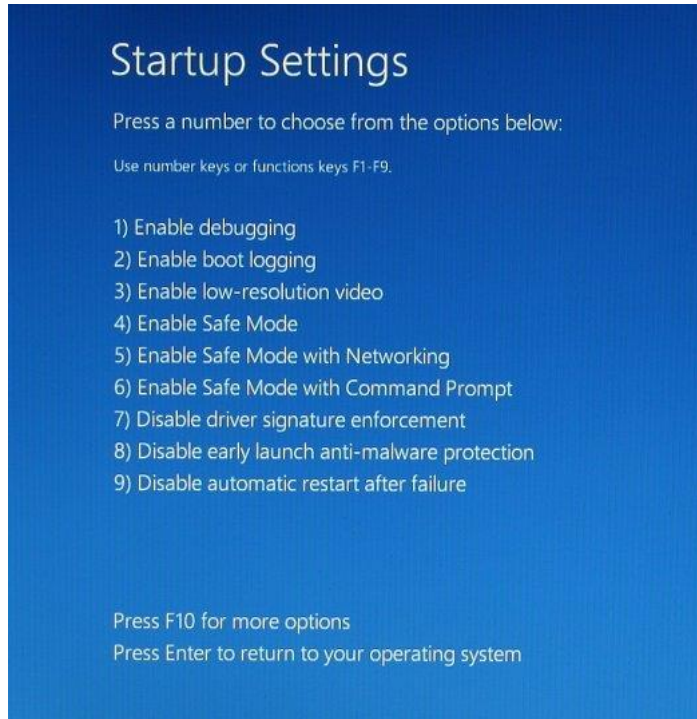 Startup Settings
Press a number to choose from the options below:
Use number keys or functions keys F1-F9.
1) Enable debugging
2) Enable boot logging
3) Enable low-resolution video
4) Enable Safe Mode
5) Enable Safe Mode with Networking
6) Enable Safe Mode with Command Prompt
7) Disable driver signature enforcement
8) Disable early launch anti-malware protection
9) Disable automatic restart after failure
Press F10 for more options
Press Enter to return to your operating system